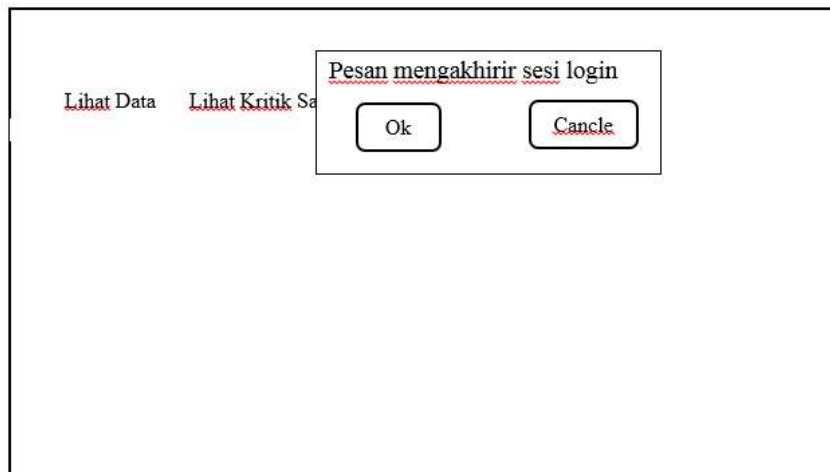 Pesan mengakhirir sesi login
Lihat Data Lihat Kritik Sa
Ok Cancle